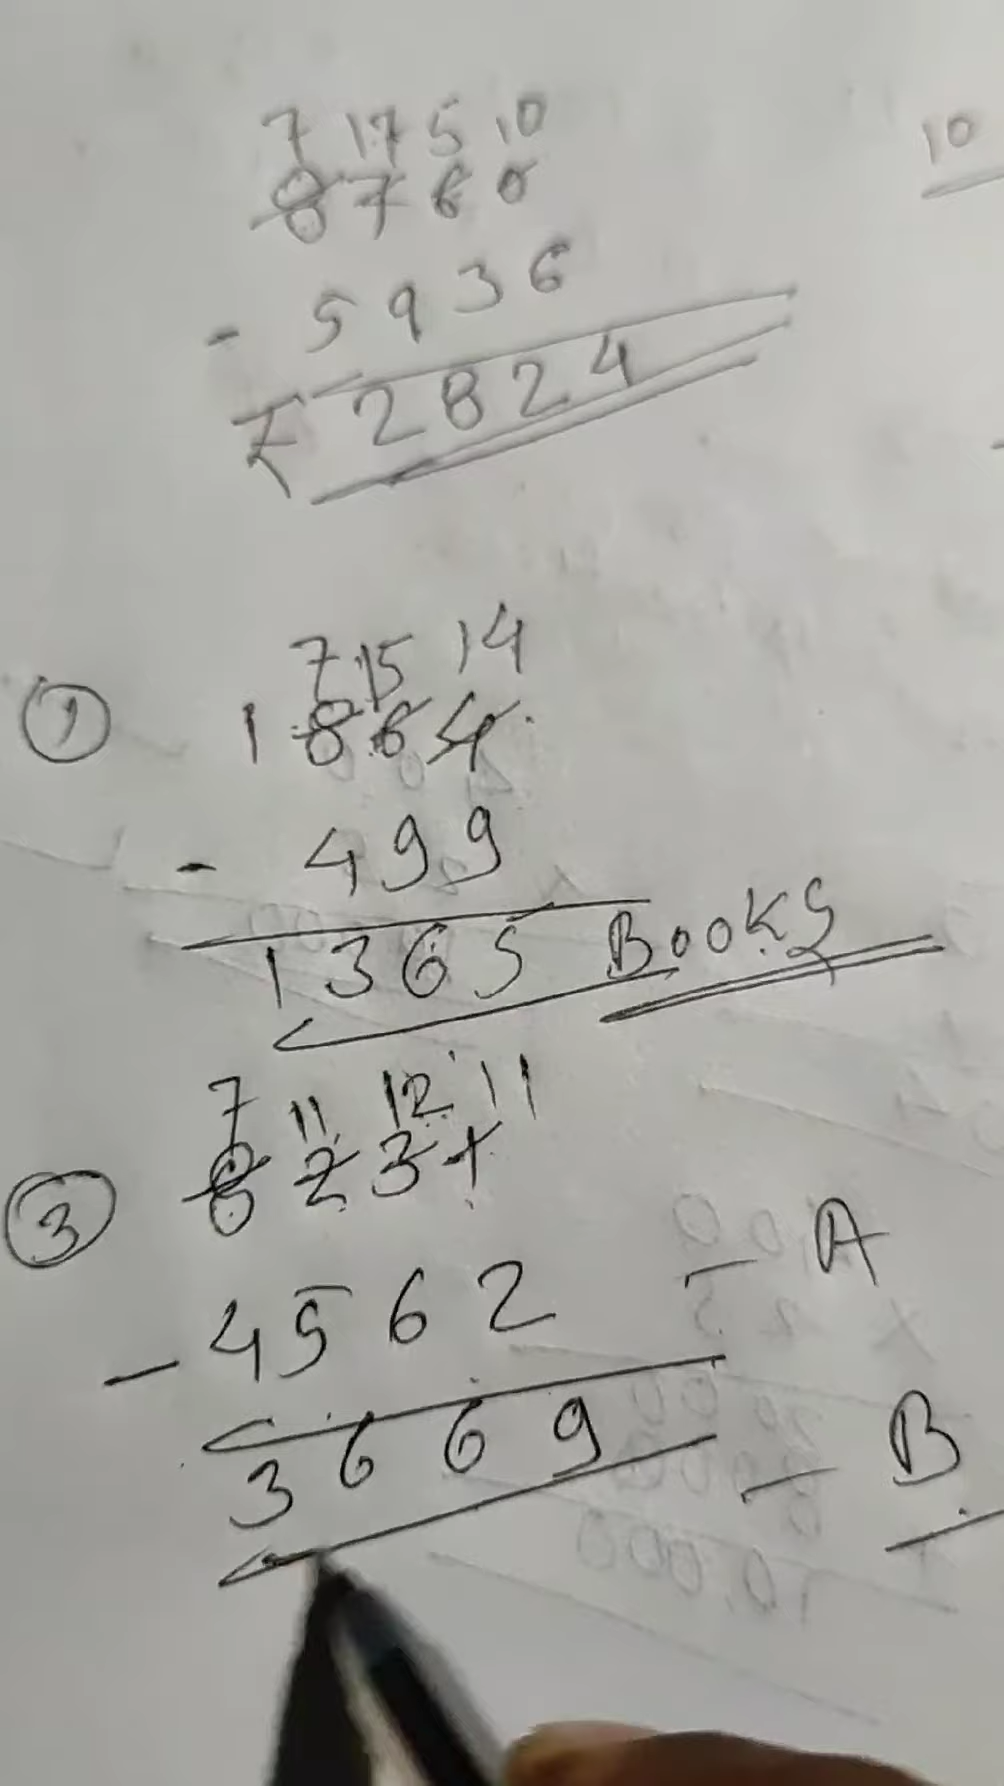 7 17 5 10
8 7 6 0
- 5 9 3 6
₹ 2 8 2 4
10
7 15 14
① 1 8 6 4
- 4 9 9
1 3 6 5 Books
7 11 12 11
③ 8 2 3 1
- 4 5 6 2 — A
3 6 6 9 — B